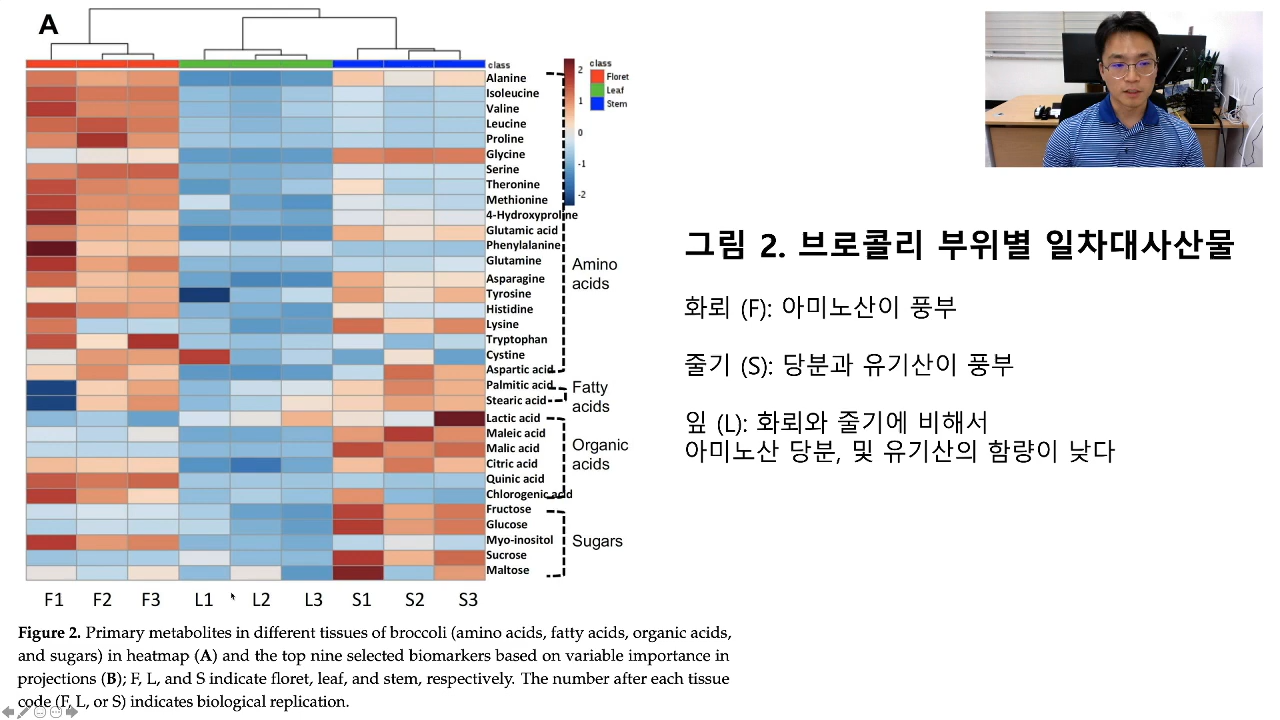 A
class
Alanine
Isoleucine
Valine
Leucine
Proline
Glycine
Serine
Theronine
Methionine
4-Hydroxyproline
Glutamic acid
Phenylalanine
Glutamine
Asparagine
Tyrosine
Histidine
Lysine
Tryptophan
Cystine
Aspartic acid
Palmitic acid
Stearic acid
Lactic acid
Maleic acid
Malic acid
Citric acid
Quinic acid
Chlorogenic acid
Fructose
Glucose
Myo-inositol
Sucrose
Maltose
2
1
0
-1
-2
class
Floret
Leaf
Stem
Amino
acids
Fatty
acids
Organic
acids
Sugars
F1 F2 F3 L1 L2 L3 S1 S2 S3
Figure 2. Primary metabolites in different tissues of broccoli (amino acids, fatty acids, organic acids,
and sugars) in heatmap (A) and the top nine selected biomarkers based on variable importance in
projections (B); F, L, and S indicate floret, leaf, and stem, respectively. The number after each tissue
code (F, L, or S) indicates biological replication.
그림 2. 브로콜리 부위별 일차대사산물
화뢰 (F): 아미노산이 풍부
줄기 (S): 당분과 유기산이 풍부
잎 (L): 화뢰와 줄기에 비해서
아미노산 당분, 및 유기산의 함량이 낮다